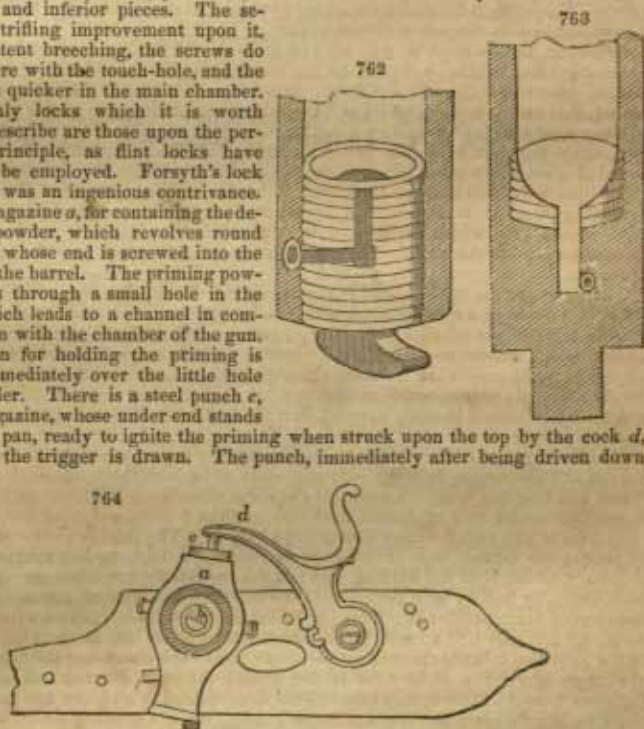 and inferior pieces. The se-
trifling improvement upon it,
tent breeching, the screws do
re with the touch-hole, and the
quicker in the main chamber.
ly locks which it is worth
escribe are those upon the per-
rinciple, as flint locks have
be employed. Forsyth's lock
was an ingenious contrivance.
agazine a, for containing the de-
powder, which revolves round
whose end is screwed into the
the barrel. The priming pow-
s through a small hole in the
ich leads to a channel in com-
n with the chamber of the gun.
n for holding the priming is
mediately over the little hole
der. There is a steel punch c,
agazine, whose under end stands
pan, ready to ignite the priming when struck upon the top by the cock d,
the trigger is drawn. The punch, immediately after being driven down
762
763
764
c
d
a
b